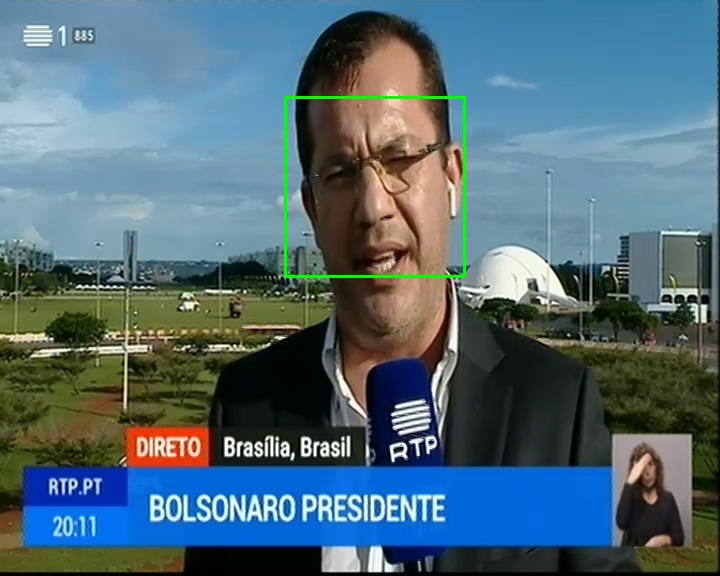 1 885
RTP
DIRETO Brasília, Brasil
RTP.PT
20:11
BOLSONARO PRESIDENTE